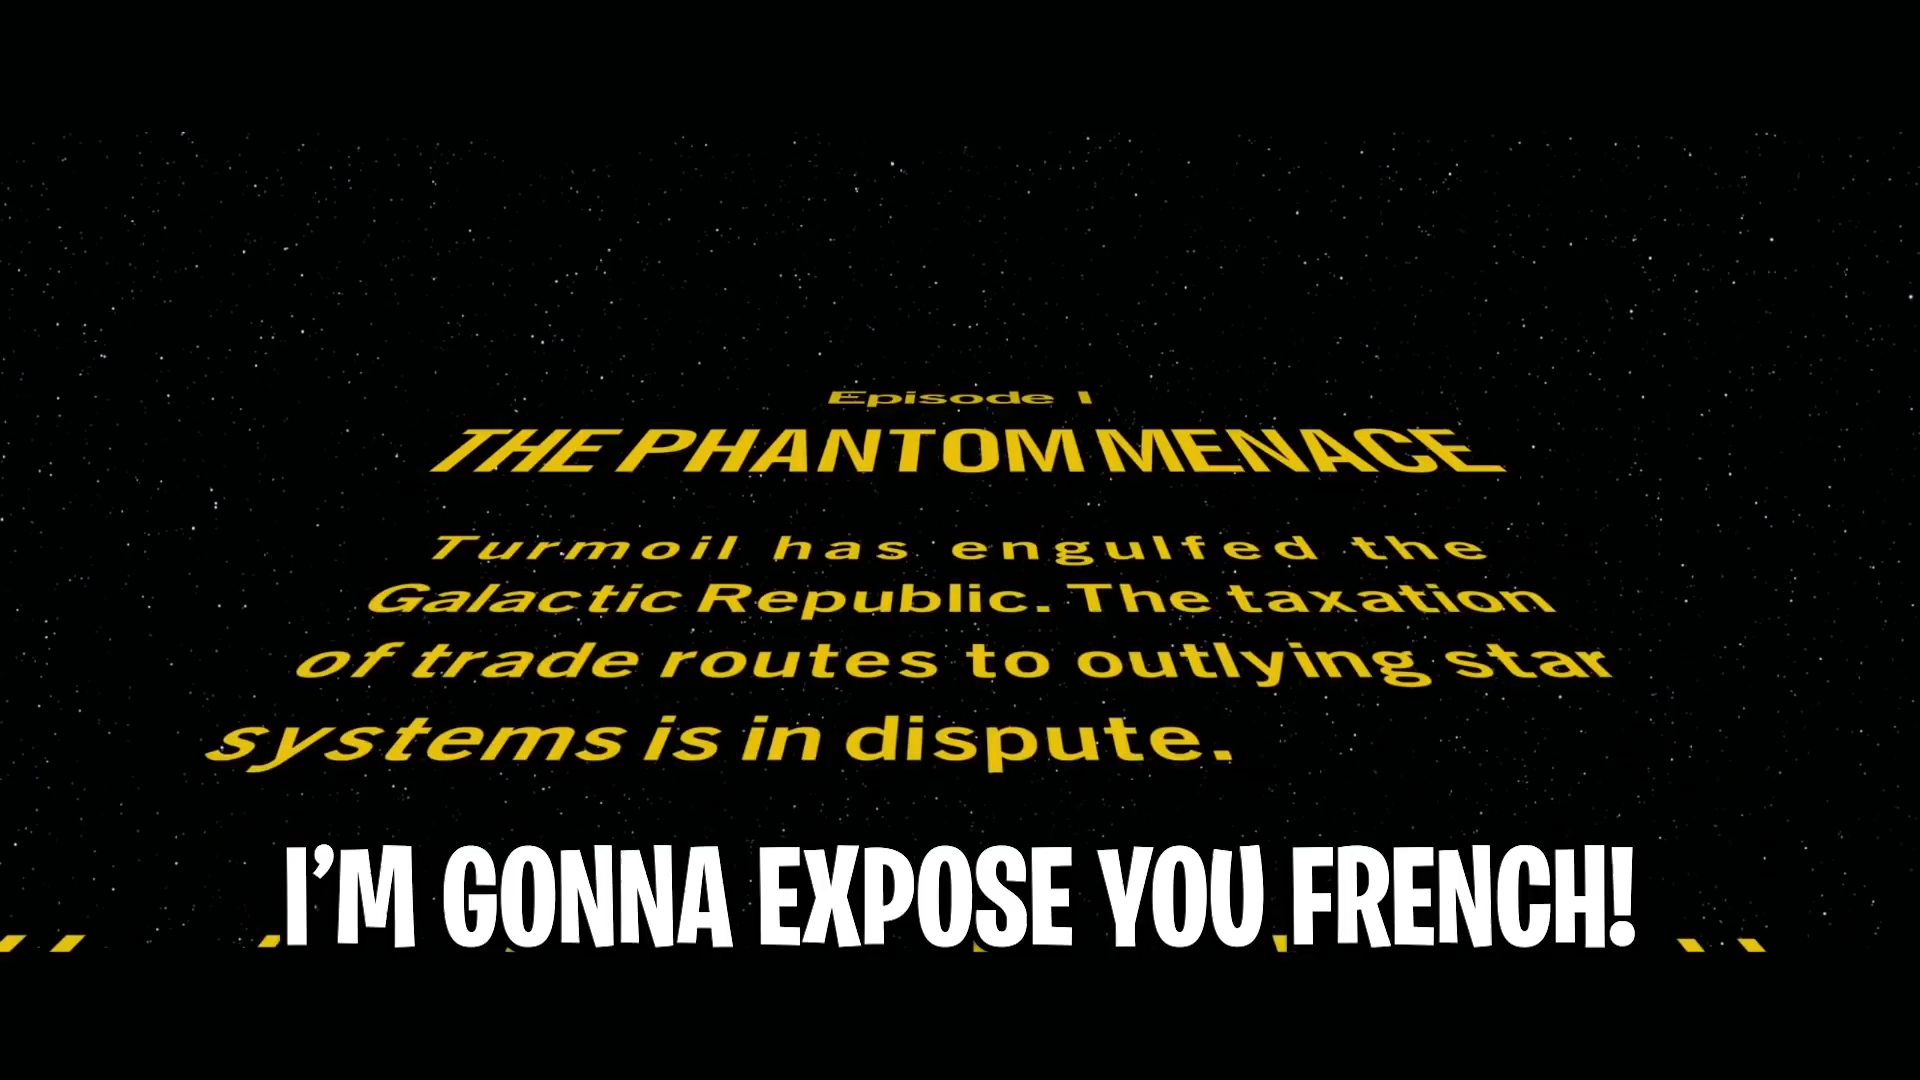 Episode I
THE PHANTOM MENACE
Turmoil has engulfed the
Galactic Republic. The taxation
of trade routes to outlying star
systems is in dispute.
I'M GONNA EXPOSE YOU FRENCH!